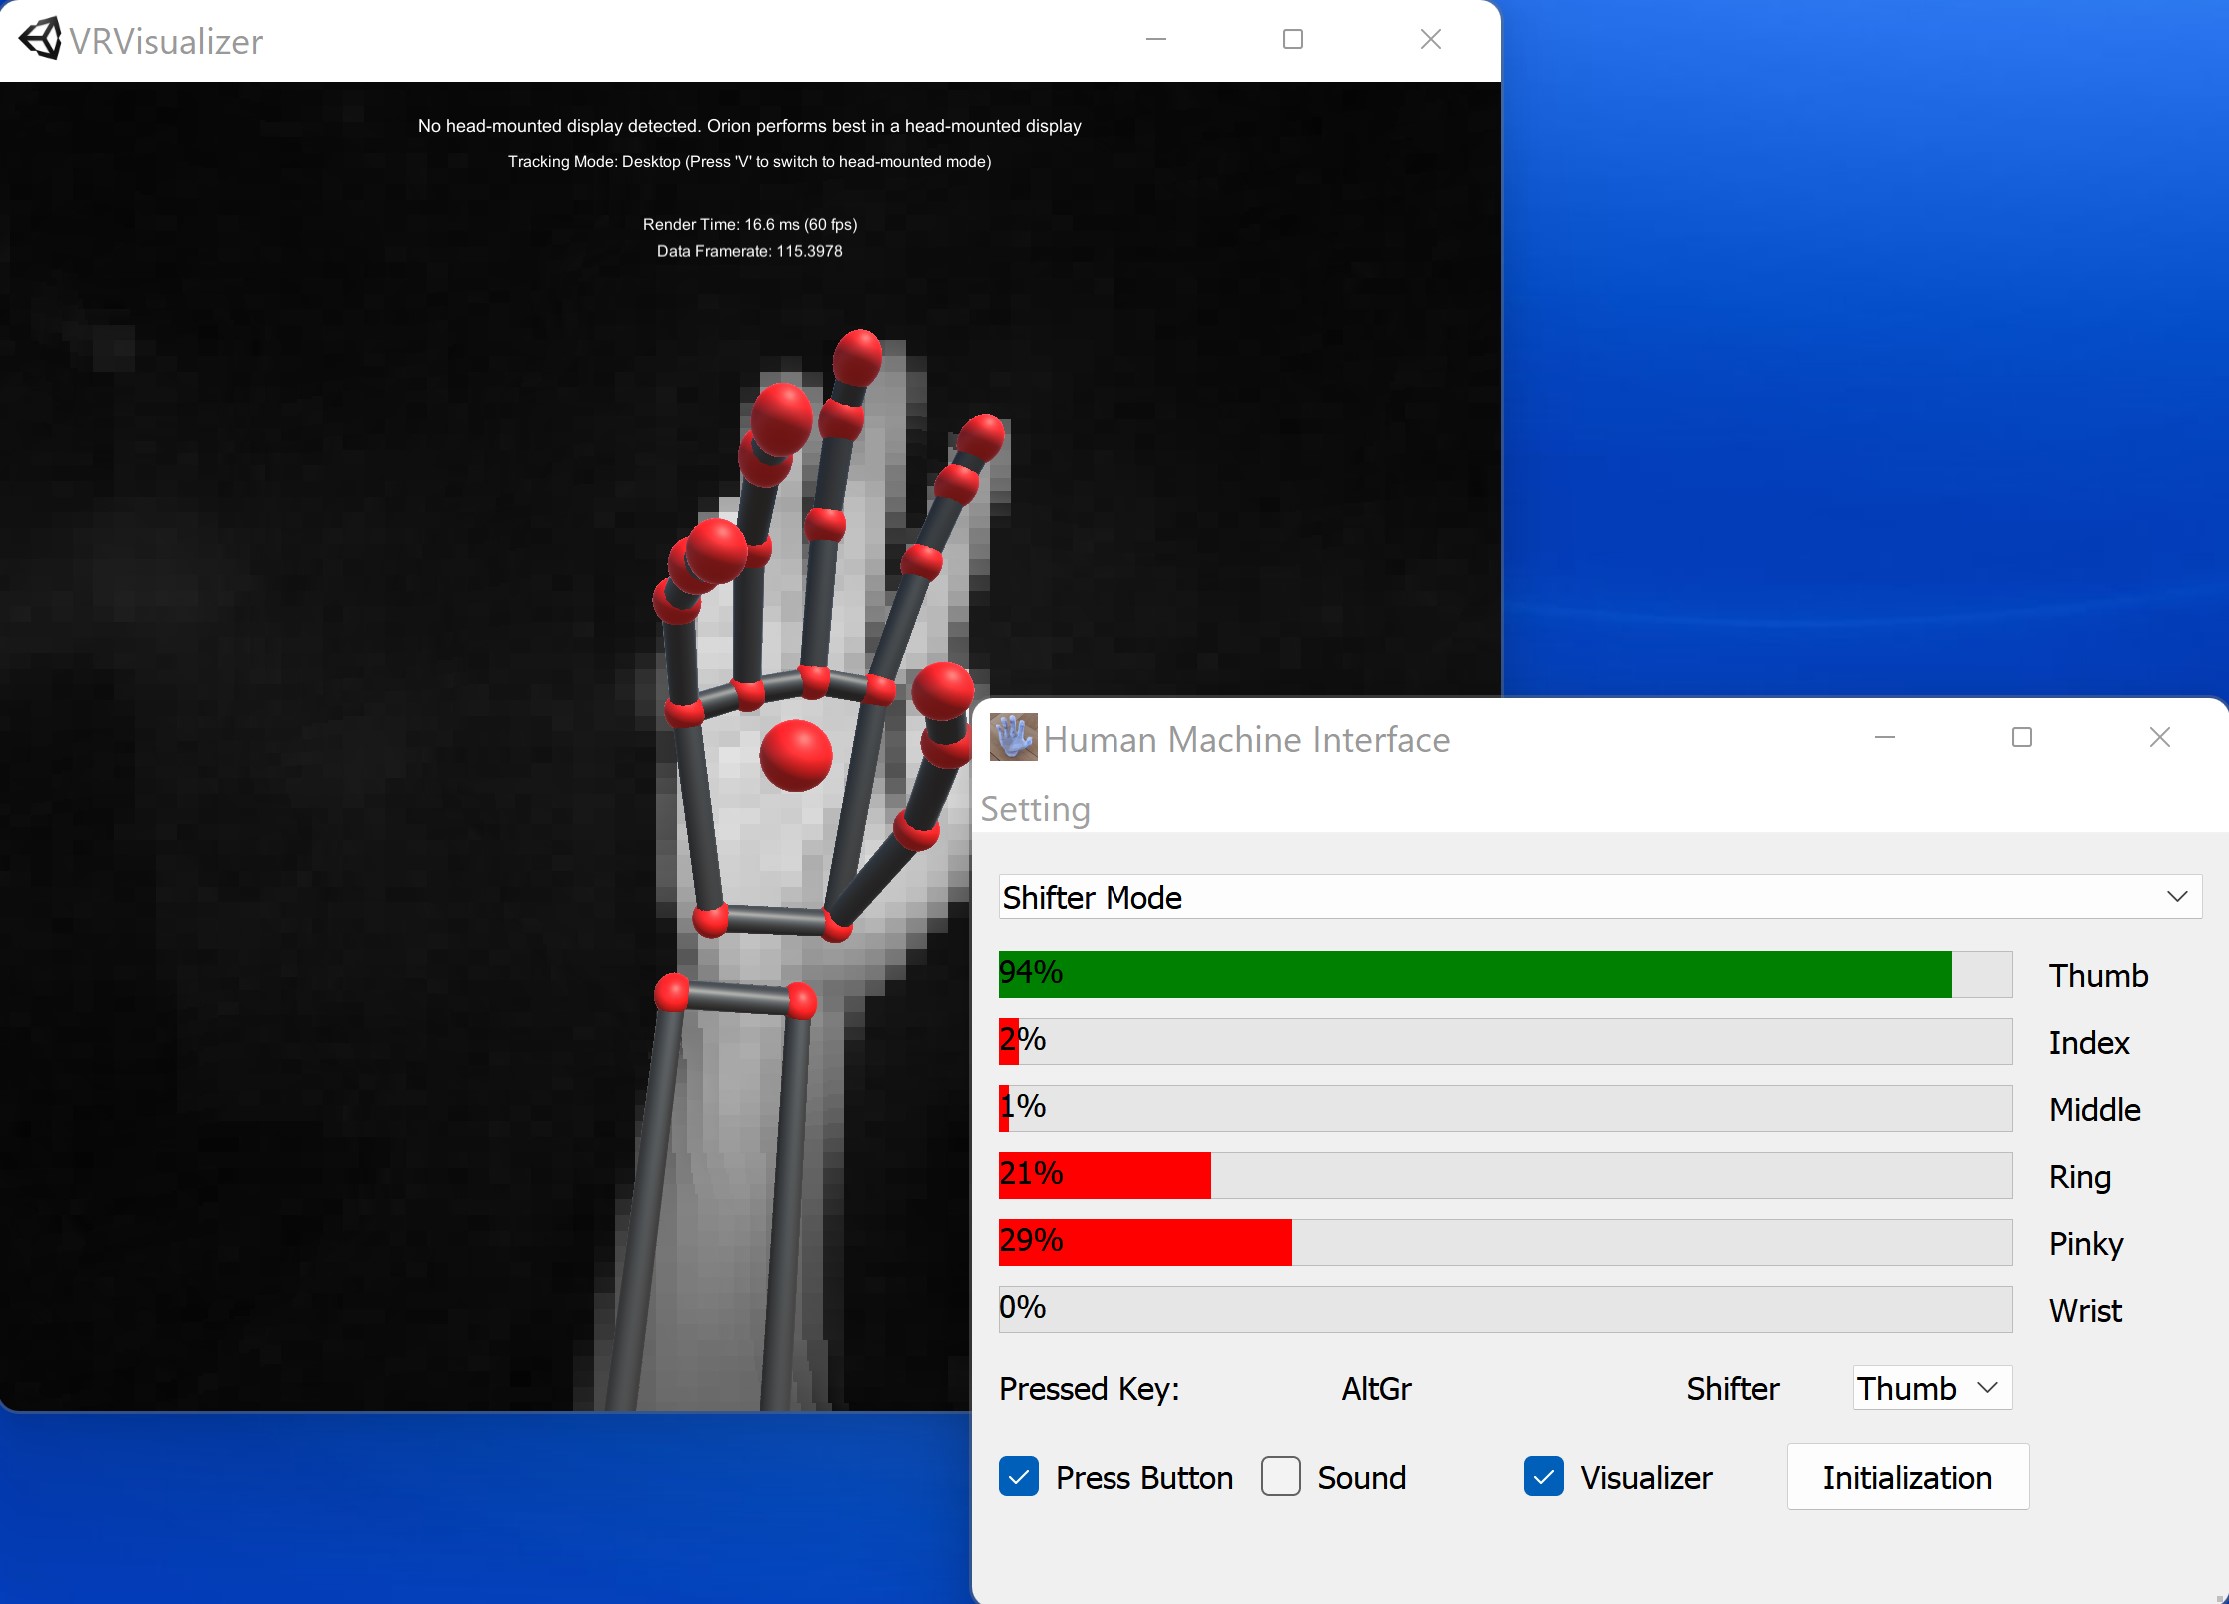 VRVisualizer
No head-mounted display detected. Orion performs best in a head-mounted display
Tracking Mode: Desktop (Press 'V' to switch to head-mounted mode)
Render Time: 16.6 ms (60 fps)
Data Framerate: 115.3978
Human Machine Interface
Setting
Shifter Mode
94% Thumb
2% Index
1% Middle
21% Ring
29% Pinky
0% Wrist
Pressed Key: AltGr Shifter Thumb
Press Button Sound Visualizer Initialization